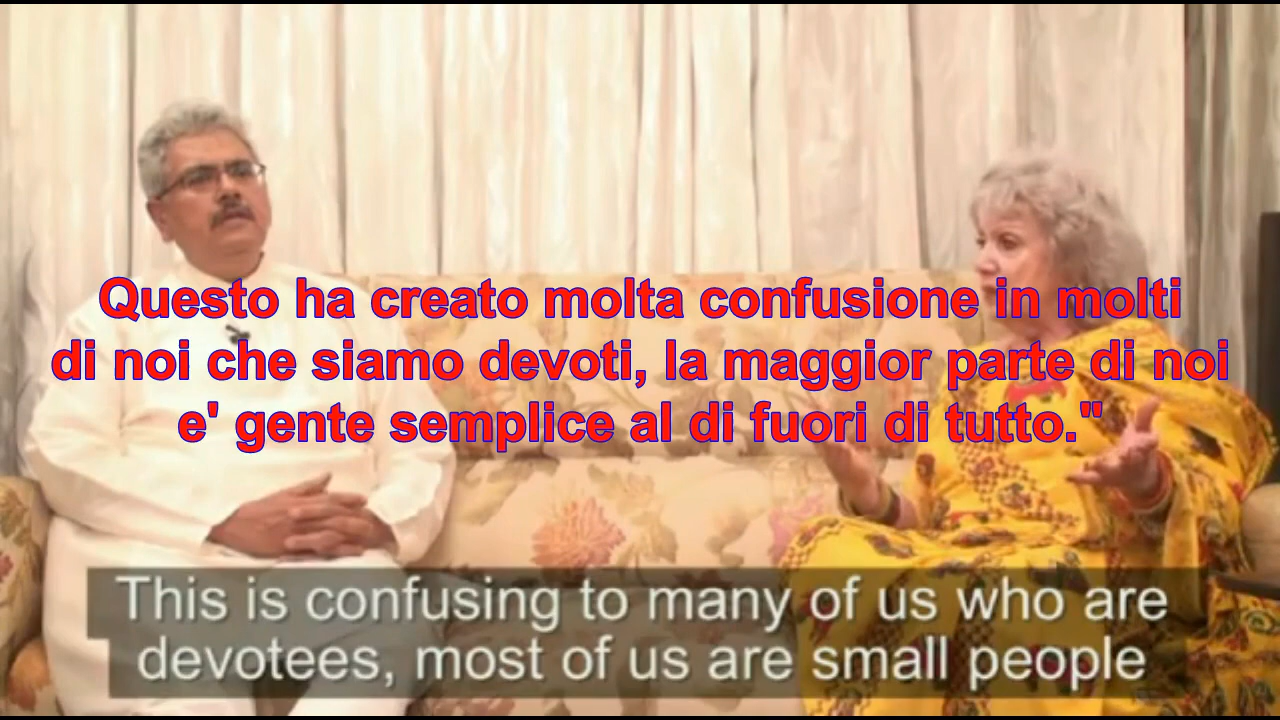 Questo ha creato molta confusione in molti
di noi che siamo devoti, la maggior parte di noi
e' gente semplice al di fuori di tutto."
This is confusing to many of us who are
devotees, most of us are small people